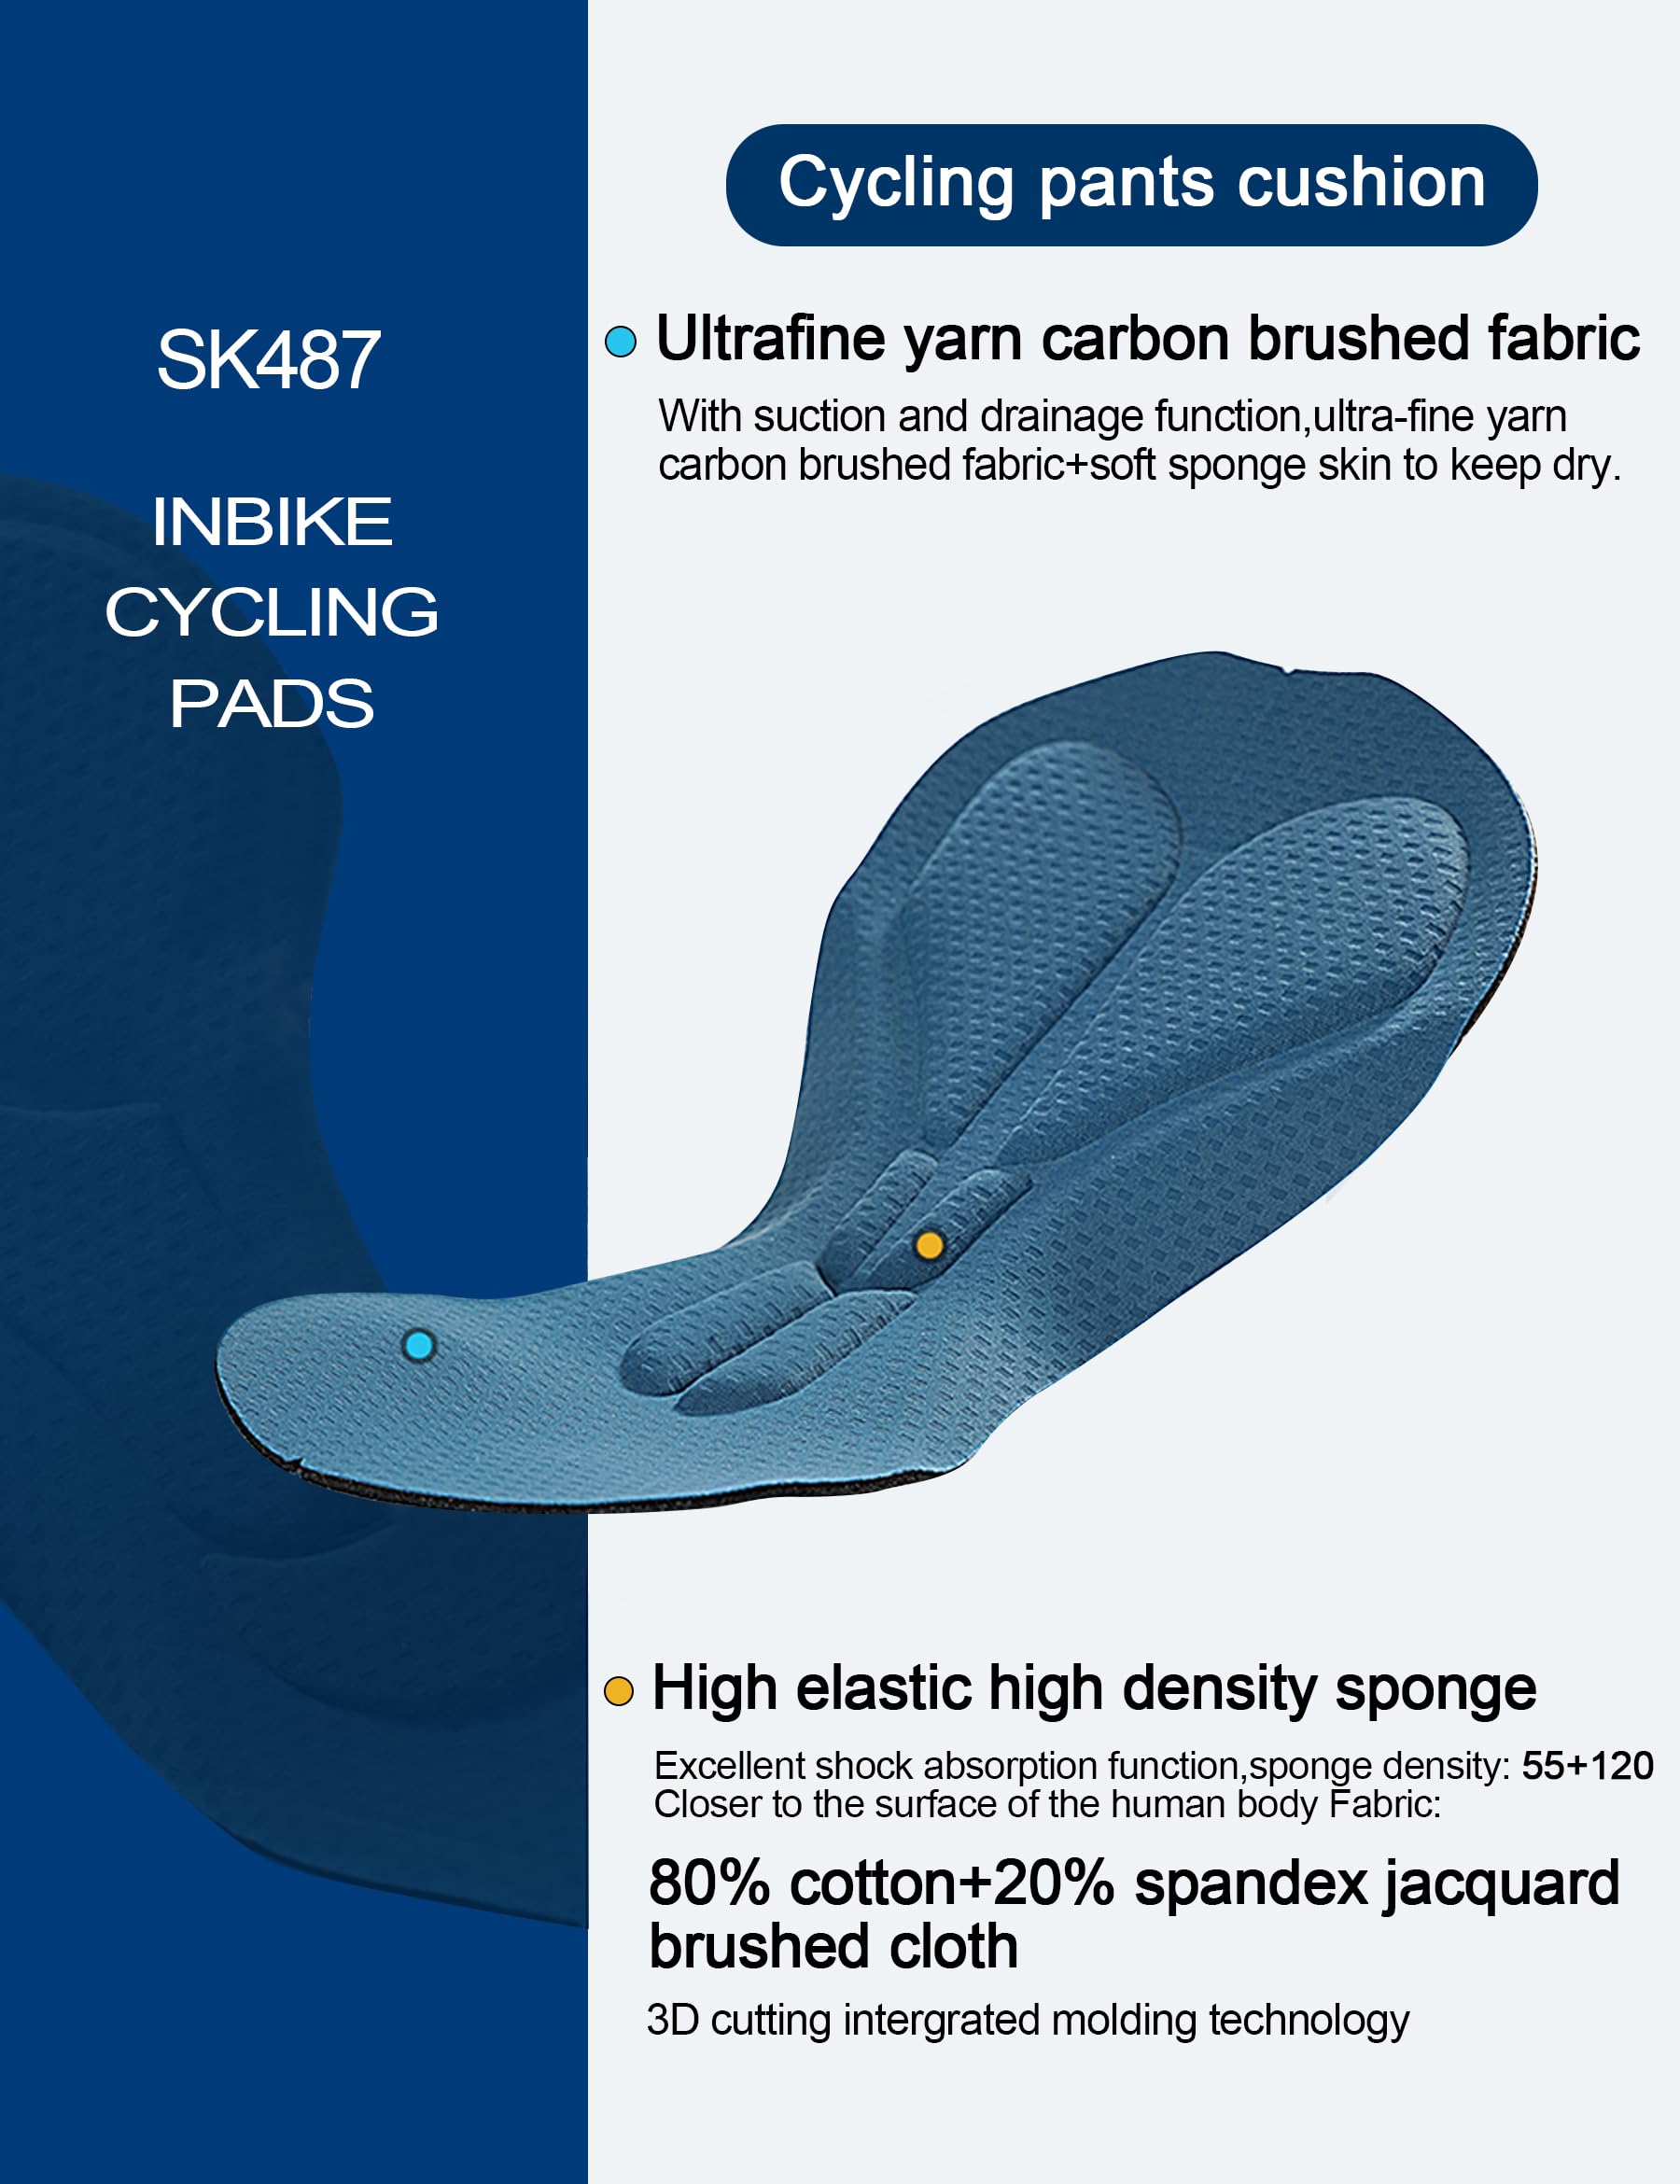 SK487
INBIKE
CYCLING
PADS
Cycling pants cushion
Ultrafine yarn carbon brushed fabric
With suction and drainage function,ultra-fine yarn
carbon brushed fabric+soft sponge skin to keep dry.
High elastic high density sponge
Excellent shock absorption function,sponge density: 55+120
Closer to the surface of the human body Fabric:
80% cotton+20% spandex jacquard
brushed cloth
3D cutting intergrated molding technology